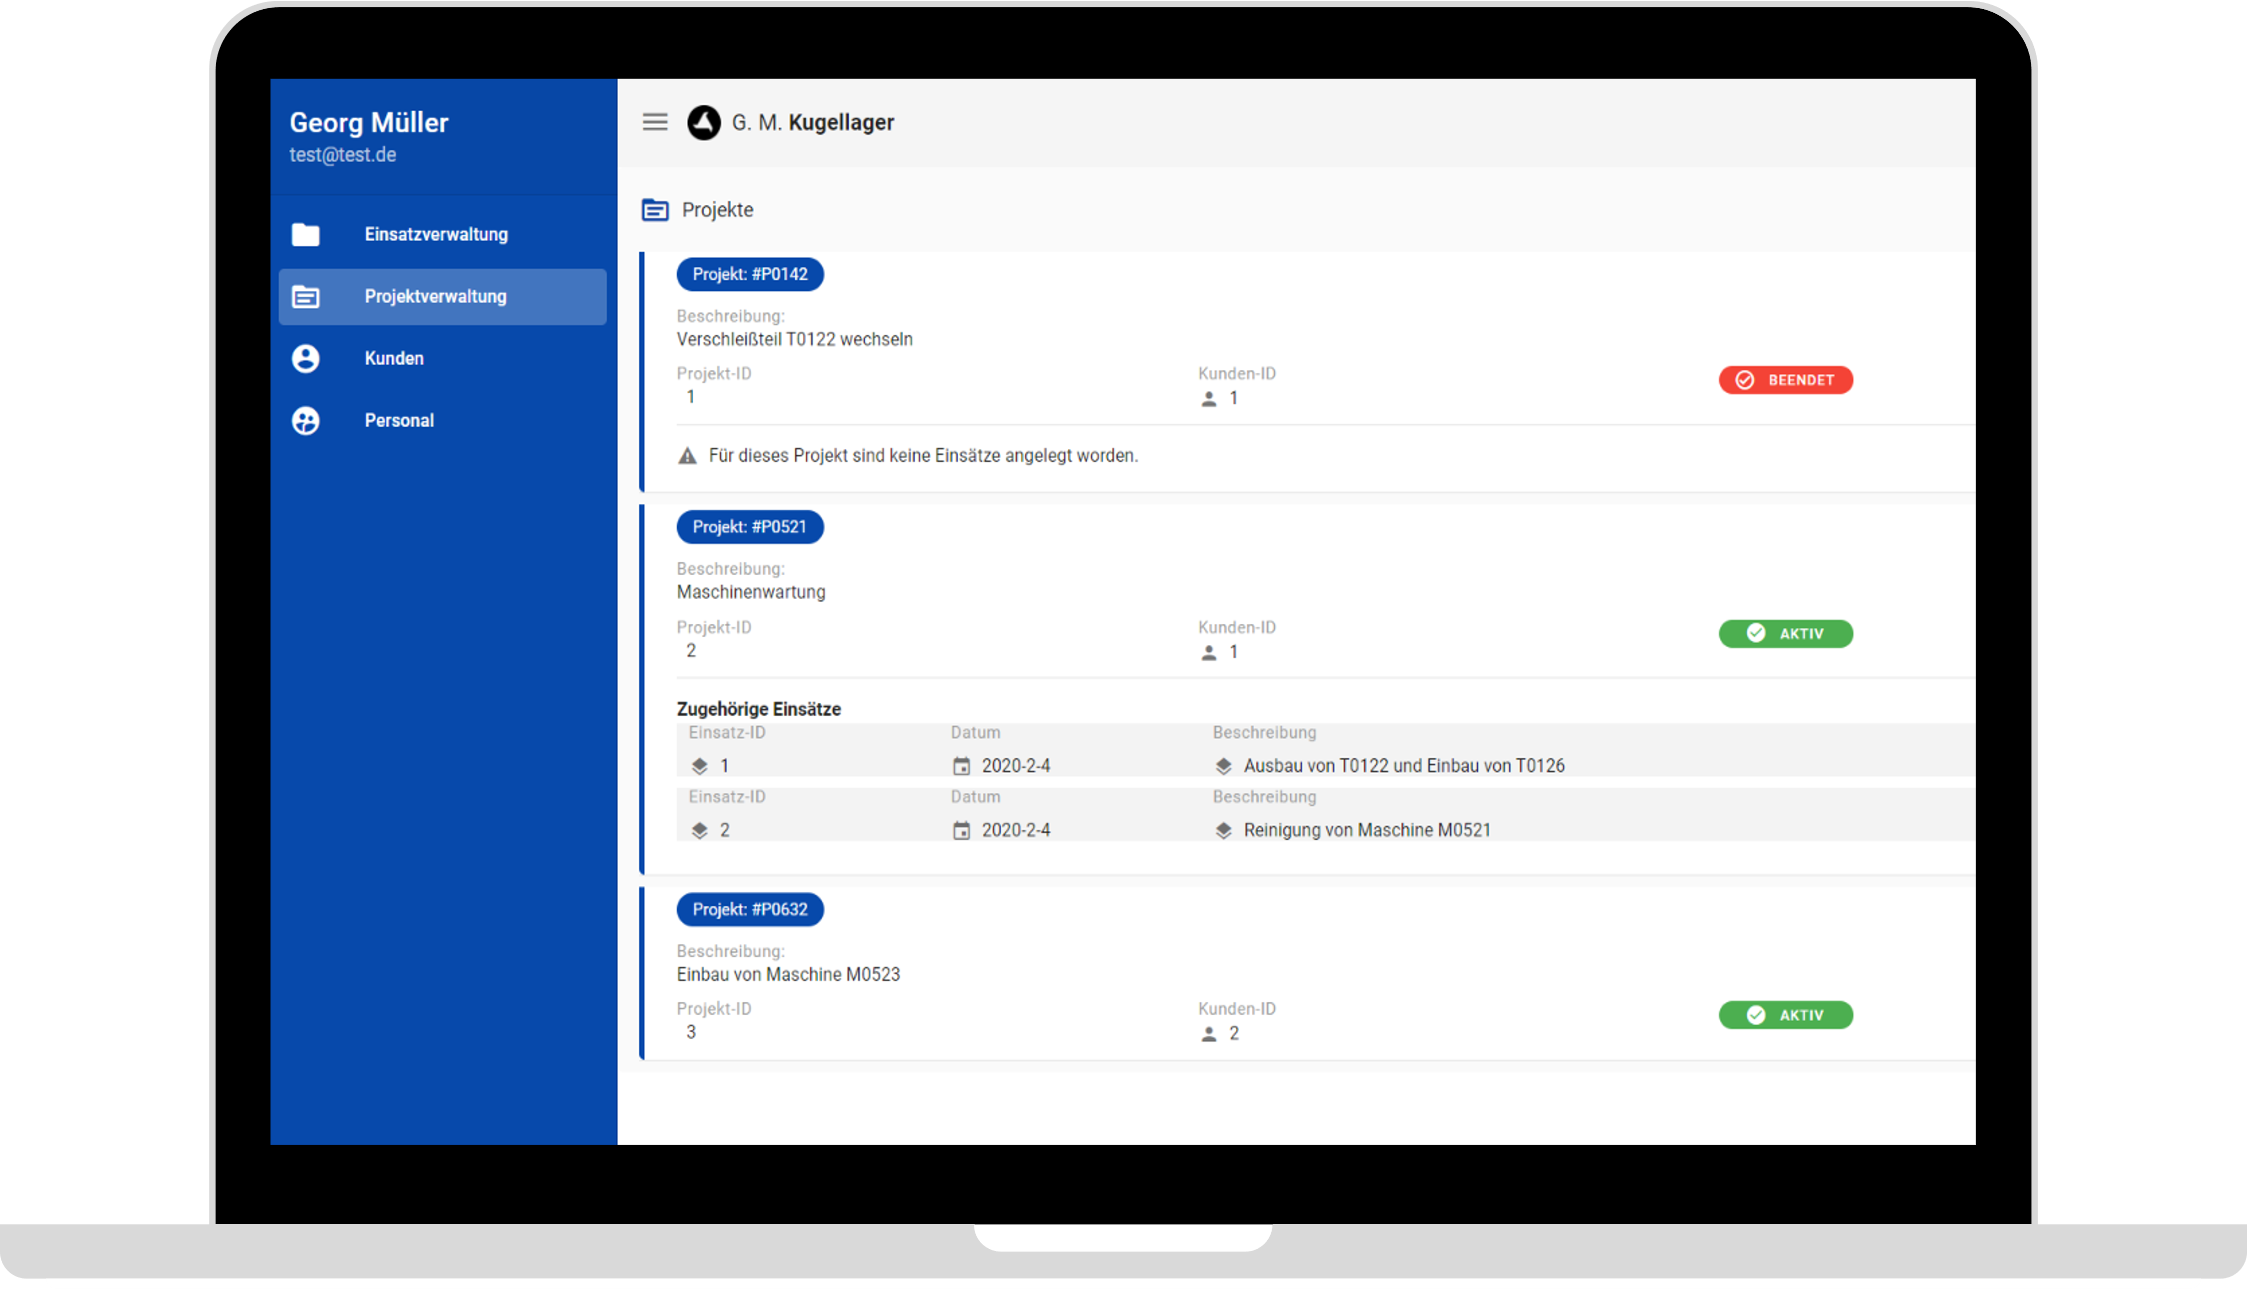 Georg Müller
test@test.de
Einsatzverwaltung
Projektverwaltung
Kunden
Personal
G. M. Kugellager
Projekte
Projekt: #P0142
Beschreibung:
Verschleißteil T0122 wechseln
Projekt-ID Kunden-ID
1 1
BEENDET
Für dieses Projekt sind keine Einsätze angelegt worden.
Projekt: #P0521
Beschreibung:
Maschinenwartung
Projekt-ID Kunden-ID
2 1
AKTIV
Zugehörige Einsätze
Einsatz-ID Datum Beschreibung
1 2020-2-4 Ausbau von T0122 und Einbau von T0126
Einsatz-ID Datum Beschreibung
2 2020-2-4 Reinigung von Maschine M0521
Projekt: #P0632
Beschreibung:
Einbau von Maschine M0523
Projekt-ID Kunden-ID
3 2
AKTIV